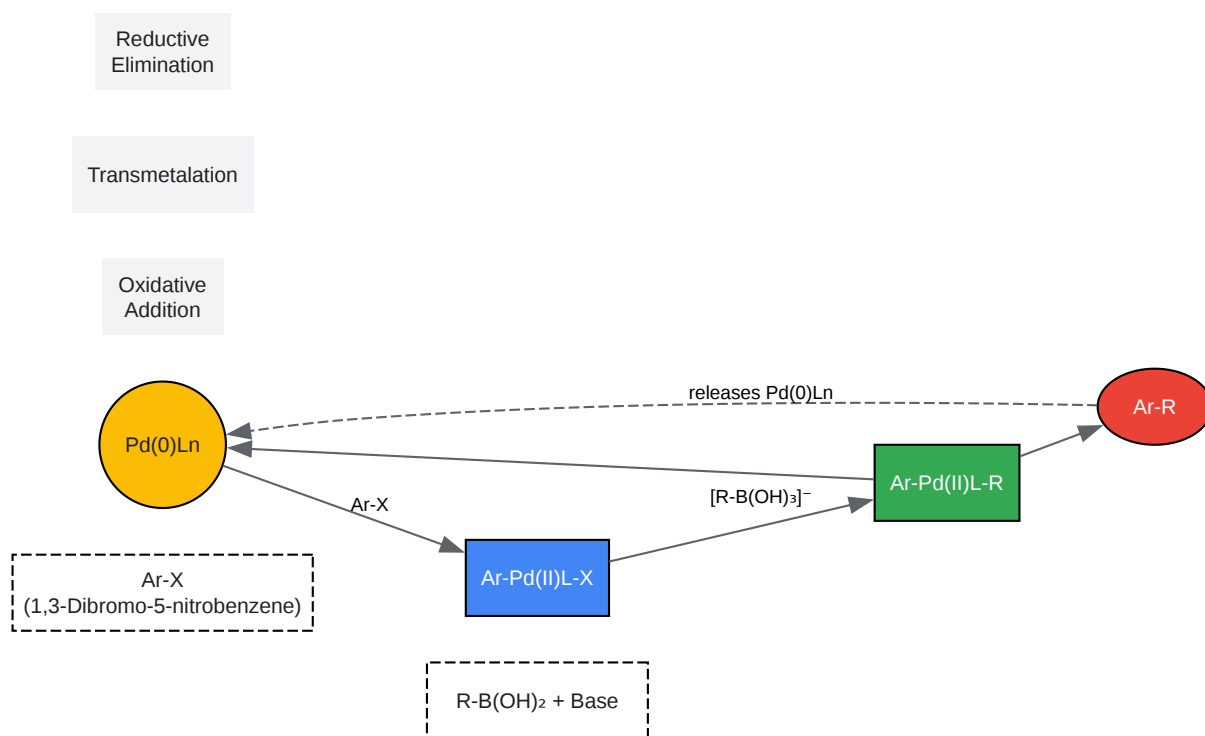 Reductive
Elimination
Transmetalation
Oxidative
Addition
releases Pd(0)Ln
Ar-R
Pd(0)Ln
Ar-Pd(II)L-R
[R-B(OH)₃]⁻
Ar-X
Ar-Pd(II)L-X
Ar-X
(1,3-Dibromo-5-nitrobenzene)
R-B(OH)₂ + Base